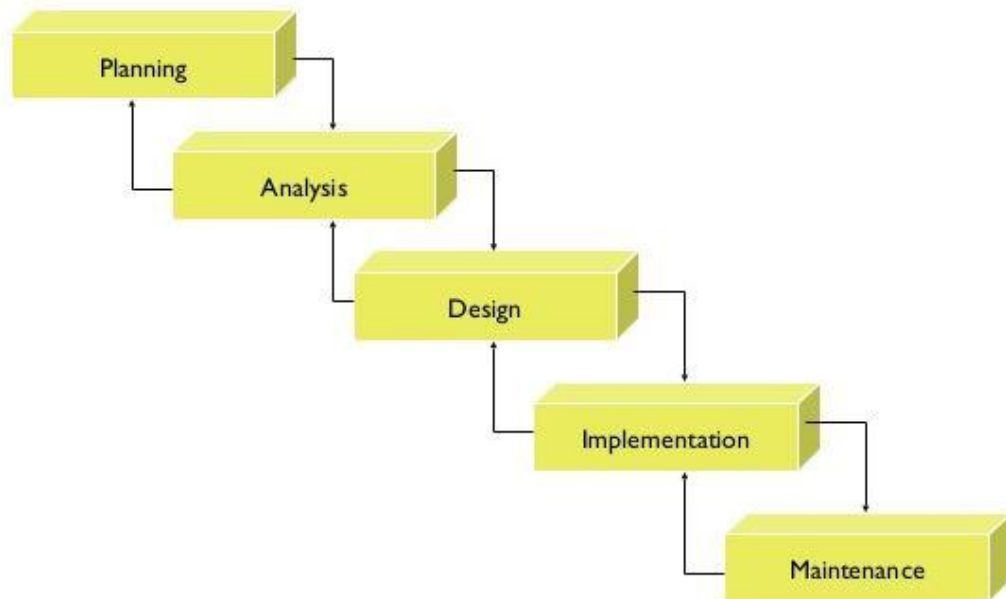 Planning
Analysis
Design
Implementation
Maintenance